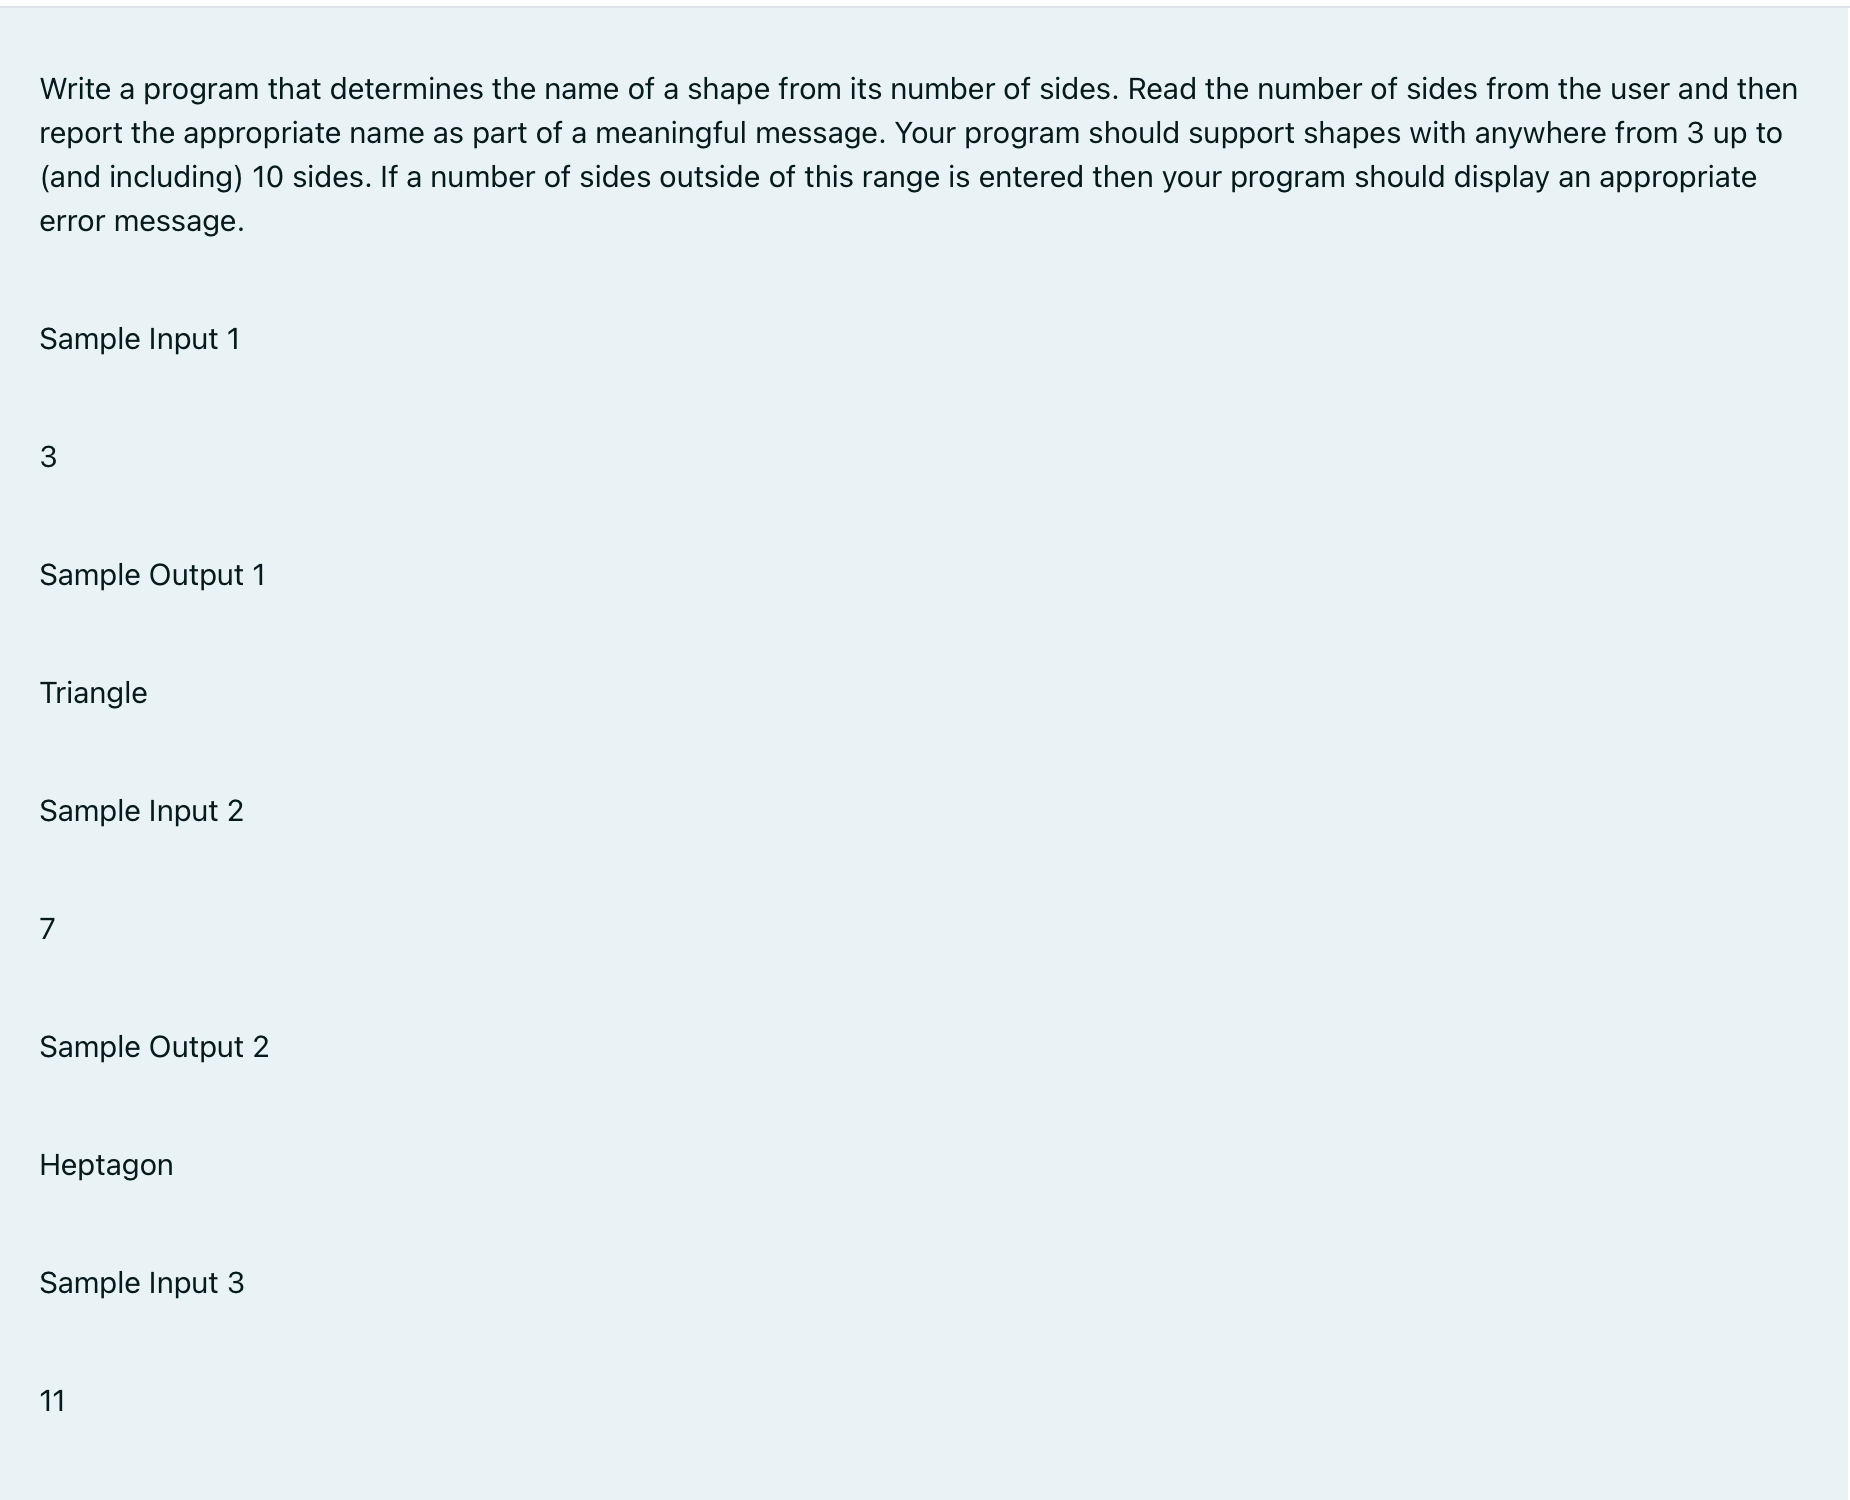 Write a program that determines the name of a shape from its number of sides. Read the number of sides from the user and then
report the appropriate name as part of a meaningful message. Your program should support shapes with anywhere from 3 up to
(and including) 10 sides. If a number of sides outside of this range is entered then your program should display an appropriate
error message.
Sample Input 1
3
Sample Output 1
Triangle
Sample Input 2
7
Sample Output 2
Heptagon
Sample Input 3
11